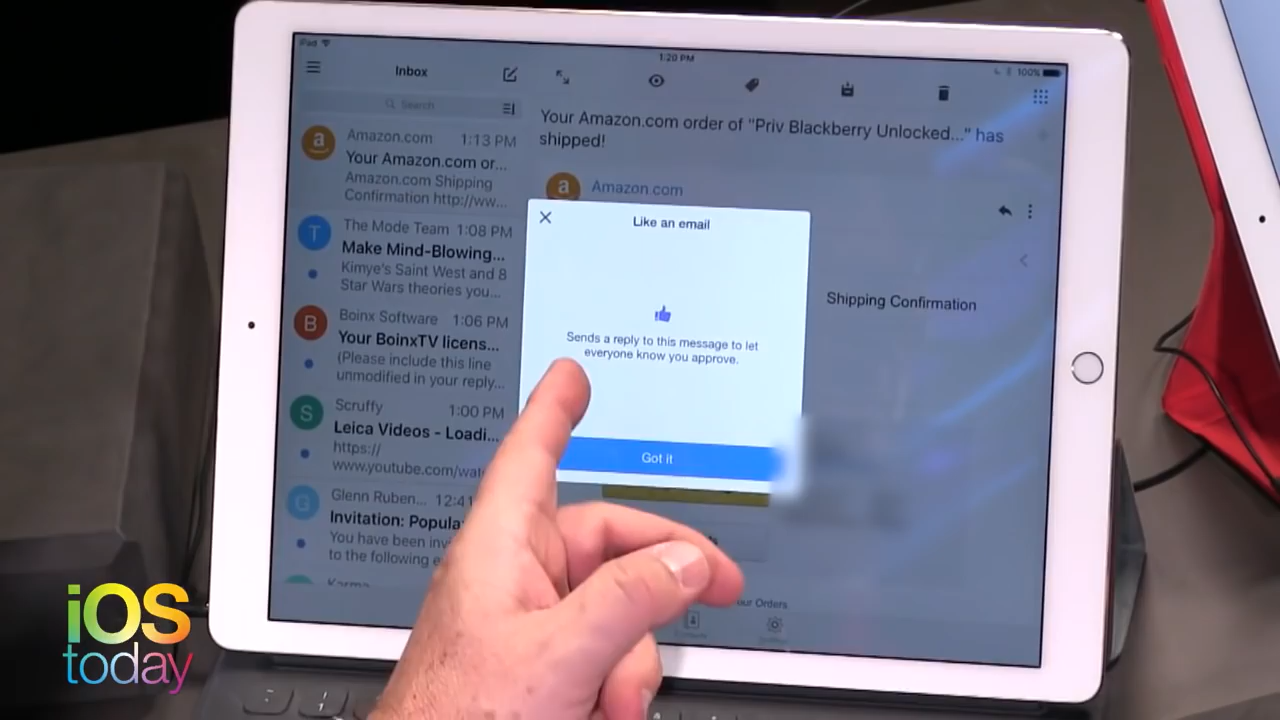 iPad
1:20 PM
100%
Inbox
Search
Amazon.com 1:13 PM
Your Amazon.com or...
Amazon.com Shipping
Confirmation http://ww...
T
The Mode Team 1:08 PM
Make Mind-Blowing...
Kimye's Saint West and 8
Star Wars theories you...
B
Boinx Software 1:06 PM
Your BoinxTV licens...
(Please include this line
unmodified in your reply...
S
Scruffy 1:00 PM
Leica Videos - Loadi...
https://
www.youtube.com/wat
G
Glenn Ruben... 12:41
Invitation: Popula
You have been invi
to the following e
Karma
Your Amazon.com order of "Priv Blackberry Unlocked..." has
shipped!
a
Amazon.com
Shipping Confirmation
Like an email
Sends a reply to this message to let
everyone know you approve.
Got it
our Orders
iOS
today